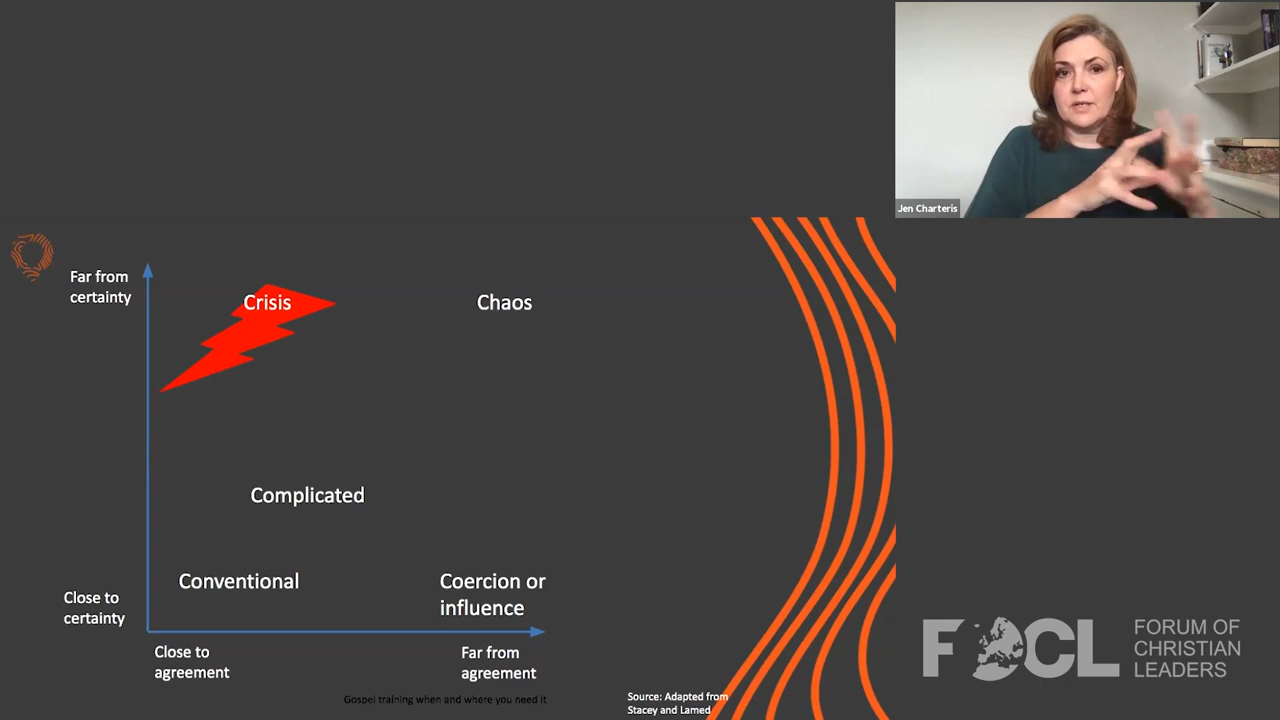 Jen Charteris
Far from
certainty
Crisis
Chaos
Complicated
Conventional
Coercion or
influence
Close to
certainty
Close to
agreement
Far from
agreement
Gospel training when and where you need it
Source: Adapted from
Stacey and Lamed
FOCL
FORUM OF
CHRISTIAN
LEADERS